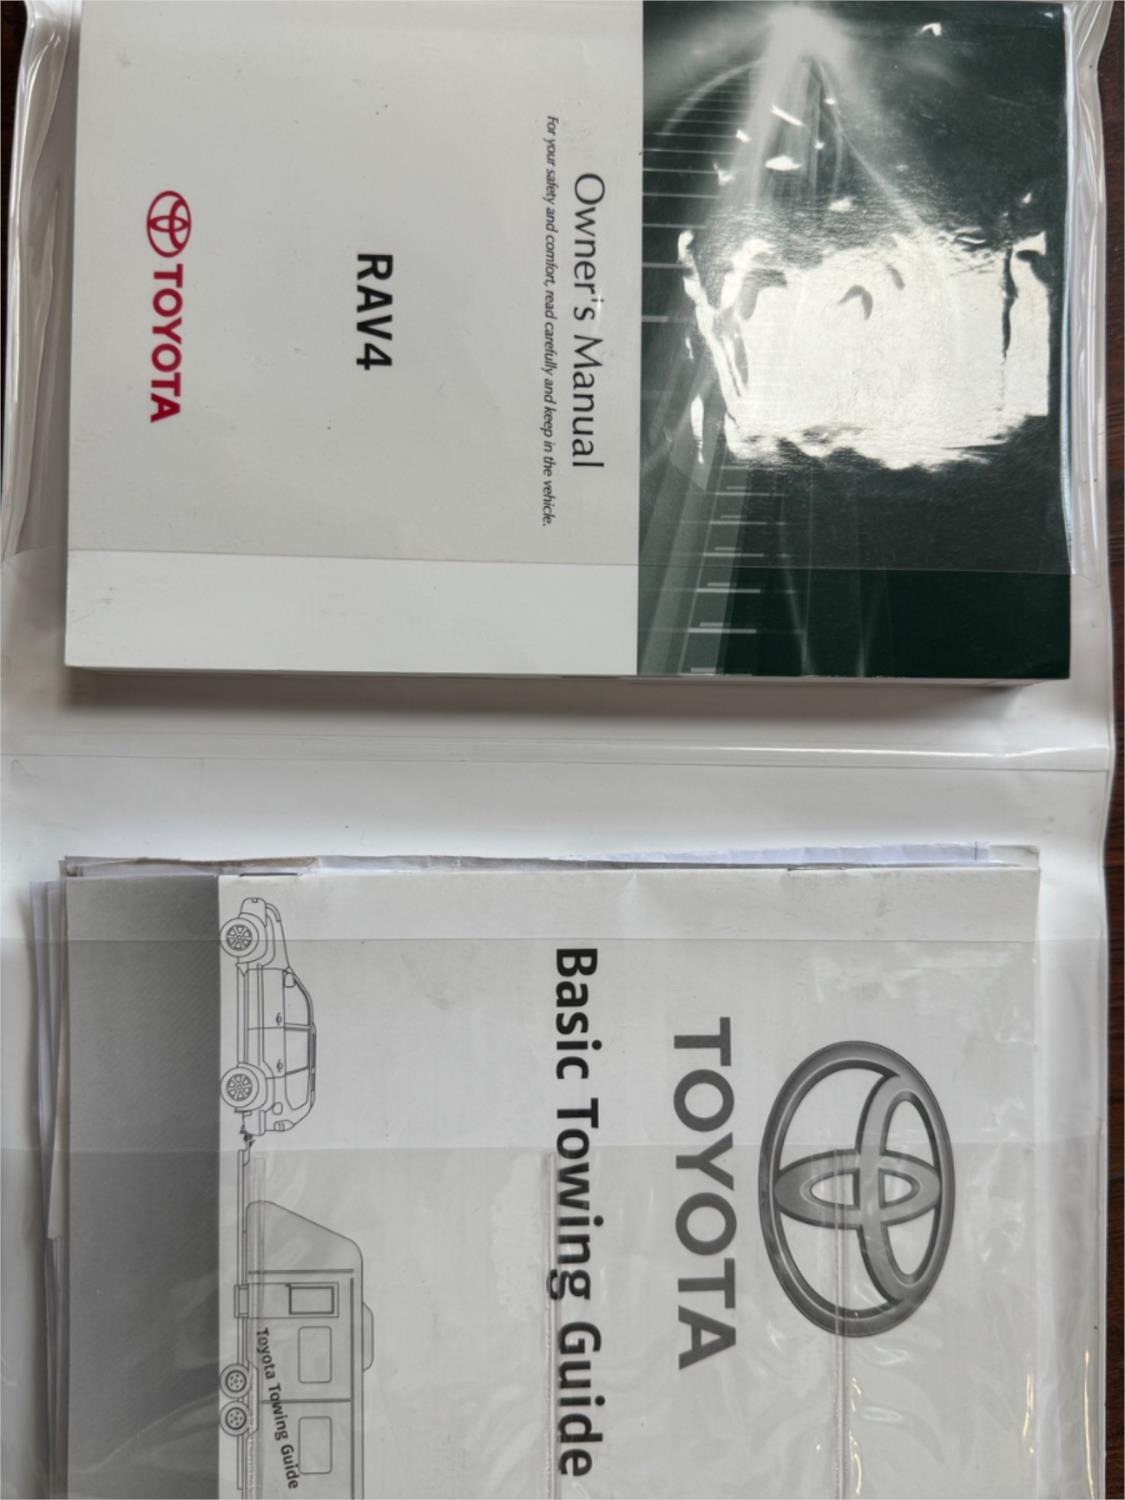 Owner's Manual
For your safety and comfort, read carefully and keep in the vehicle.
RAV4
TOYOTA
TOYOTA
Basic Towing Guide
Toyota Towing Guide